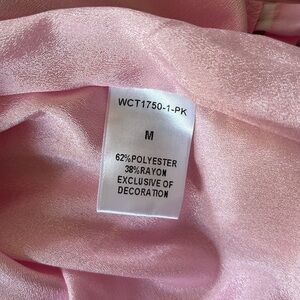 WCT1750-1-PK
M
62%POLYESTER
38%RAYON
EXCLUSIVE OF
DECORATION